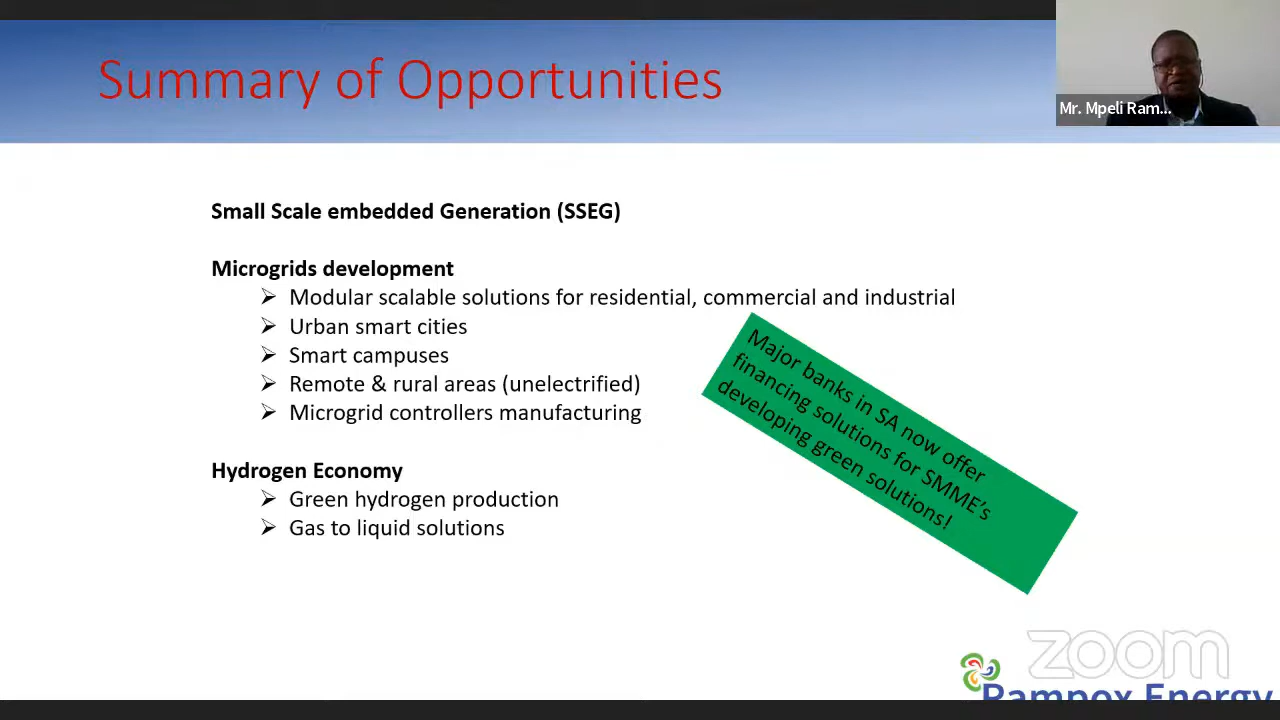 Summary of Opportunities
Mr. Mpeli Ram...
Small Scale embedded Generation (SSEG)
Microgrids development
➢ Modular scalable solutions for residential, commercial and industrial
➢ Urban smart cities
➢ Smart campuses
➢ Remote & rural areas (unelectrified)
➢ Microgrid controllers manufacturing
Major banks in SA now offer
financing solutions for SMME's
developing green solutions!
Hydrogen Economy
➢ Green hydrogen production
➢ Gas to liquid solutions
zoom
Rampox Energy